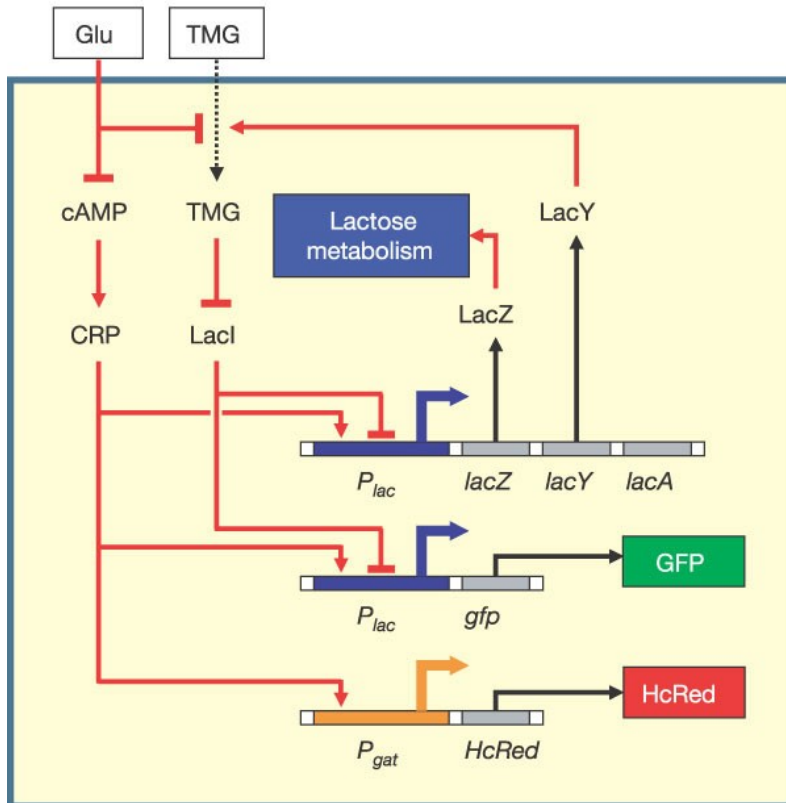 Glu
TMG
cAMP
TMG
Lactose
metabolism
LacY
CRP
LacI
LacZ
Plac
lacZ
lacY
lacA
Plac
gfp
GFP
Pgat
HcRed
HcRed